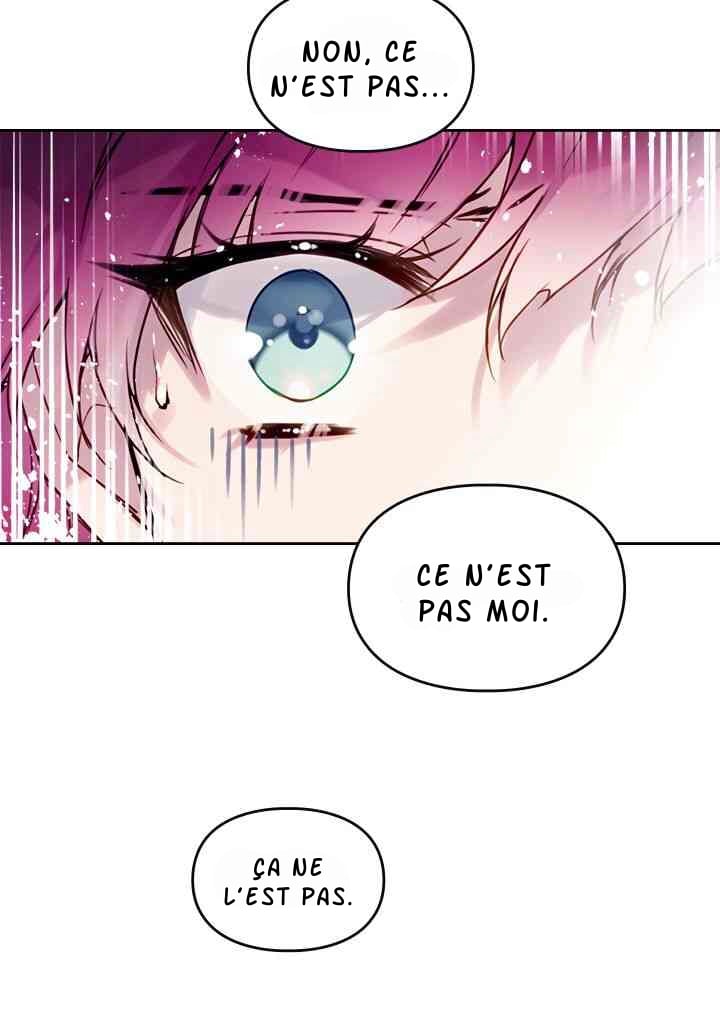 NON, CE
N'EST PAS...
CE N'EST
PAS MOI.
ÇA NE
L'EST PAS.